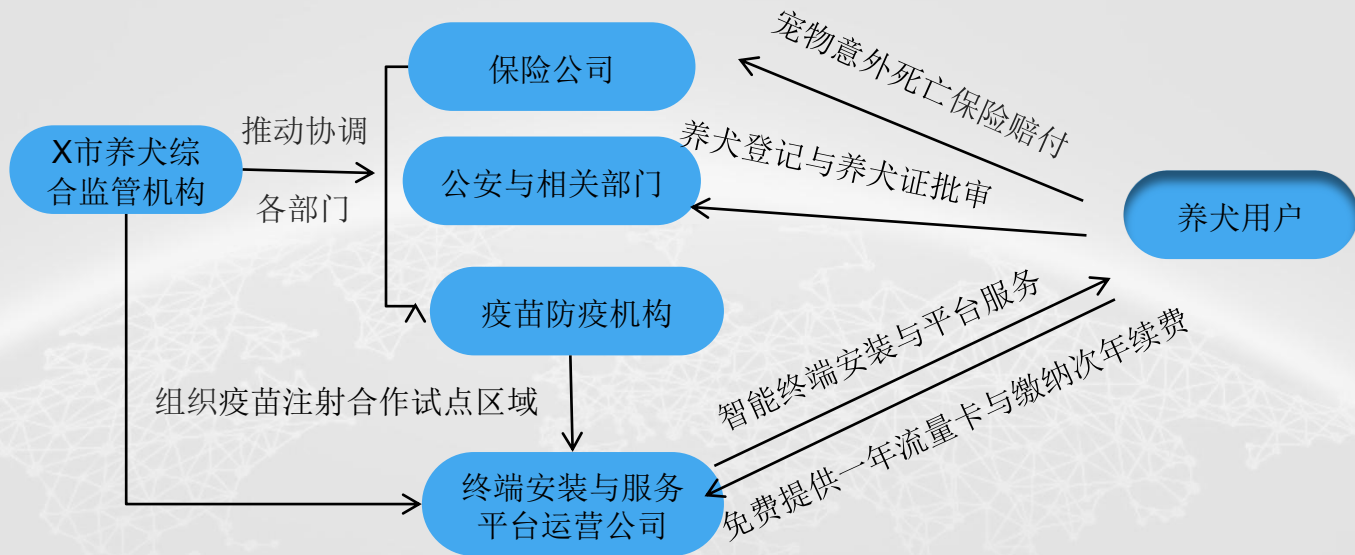 保险公司
宠物意外死亡保险赔付
推动协调
各部门
X市养犬综
合监管机构
公安与相关部门
养犬登记与养犬证批审
养犬用户
疫苗防疫机构
组织疫苗注射合作试点区域
智能终端安装与平台服务
免费提供一年流量卡与缴纳次年续费
终端安装与服务
平台运营公司